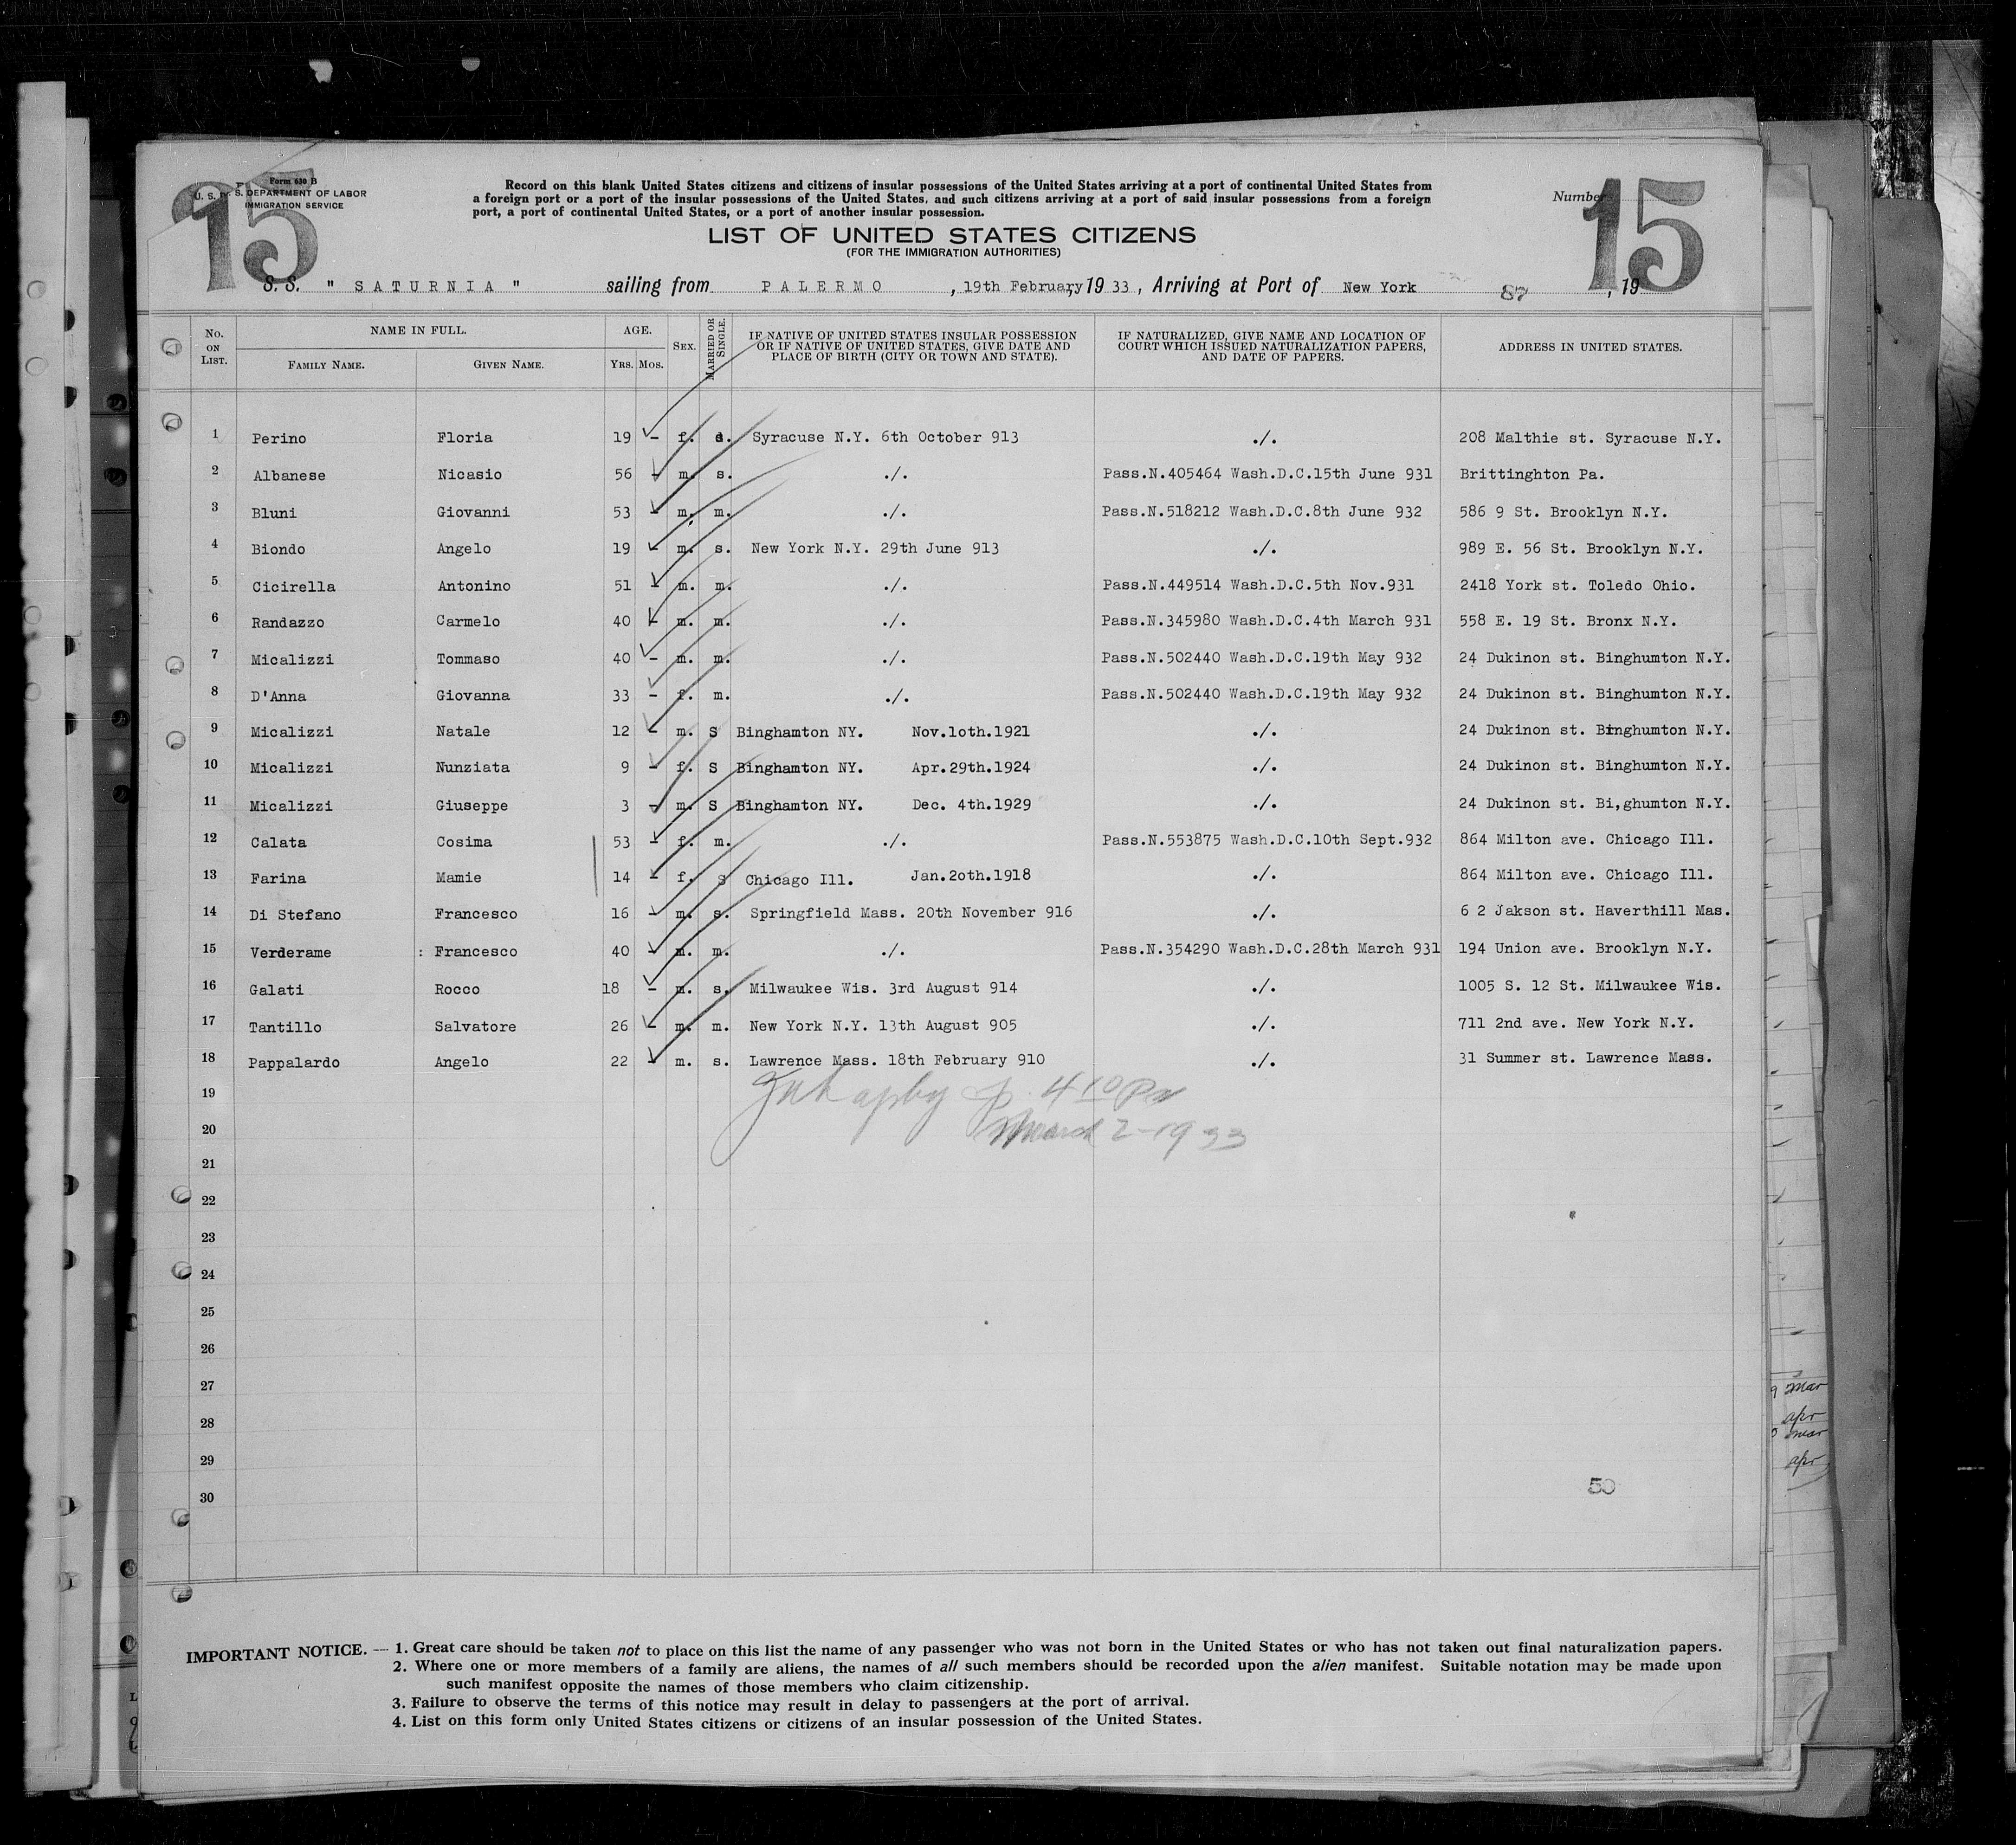 15
Form 630 B
U. S. DEPARTMENT OF LABOR
IMMIGRATION SERVICE
Record on this blank United States citizens and citizens of insular possessions of the United States arriving at a port of continental United States from
a foreign port or a port of the insular possessions of the United States, and such citizens arriving at a port of said insular possessions from a foreign
port, a port of continental United States, or a port of another insular possession.
Number
15
LIST OF UNITED STATES CITIZENS
(FOR THE IMMIGRATION AUTHORITIES)
S. S. " SATURNIA " sailing from PALERMO , 19th February, 1933, Arriving at Port of New York 87 , 19
No. ON LIST. NAME IN FULL. FAMILY NAME. GIVEN NAME. AGE. YRS. MOS. SEX. MARRIED OR SINGLE. IF NATIVE OF UNITED STATES INSULAR POSSESSION OR IF NATIVE OF UNITED STATES, GIVE DATE AND PLACE OF BIRTH (CITY OR TOWN AND STATE). IF NATURALIZED, GIVE NAME AND LOCATION OF COURT WHICH ISSUED NATURALIZATION PAPERS, AND DATE OF PAPERS. ADDRESS IN UNITED STATES.
1 Perino Floria 19 - f. d. Syracuse N.Y. 6th October 913 ./. 208 Malthie st. Syracuse N.Y.
2 Albanese Nicasio 56 - m. s. ./. Pass.N.405464 Wash.D.C.15th June 931 Brittinghton Pa.
3 Bluni Giovanni 53 - m. m. ./. Pass.N.518212 Wash.D.C.8th June 932 586 9 St. Brooklyn N.Y.
4 Biondo Angelo 19 - m. s. New York N.Y. 29th June 913 ./. 989 E. 56 St. Brooklyn N.Y.
5 Cicirella Antonino 51 - m. m. ./. Pass.N.449514 Wash.D.C.5th Nov.931 2418 York st. Toledo Ohio.
6 Randazzo Carmelo 40 - m. m. ./. Pass.N.345980 Wash.D.C.4th March 931 558 E. 19 St. Bronx N.Y.
7 Micalizzi Tommaso 40 - m. m. ./. Pass.N.502440 Wash.D.C.19th May 932 24 Dukinon st. Binghumton N.Y.
8 D'Anna Giovanna 33 - f. m. ./. Pass.N.502440 Wash.D.C.19th May 932 24 Dukinon st. Binghumton N.Y.
9 Micalizzi Natale 12 - m. S Binghamton NY. Nov.1oth.1921 ./. 24 Dukinon st. Binghumton N.Y.
10 Micalizzi Nunziata 9 - f. S Binghamton NY. Apr.29th.1924 ./. 24 Dukinon st. Binghumton N.Y.
11 Micalizzi Giuseppe 3 - m. S Binghamton NY. Dec. 4th.1929 ./. 24 Dukinon st. Bi,ghumton N.Y.
12 Calata Cosima 53 - f. m. ./. Pass.N.553875 Wash.D.C.10th Sept.932 864 Milton ave. Chicago Ill.
13 Farina Mamie 14 - f. S Chicago Ill. Jan.2oth.1918 ./. 864 Milton ave. Chicago Ill.
14 Di Stefano Francesco 16 - m. s. Springfield Mass. 20th November 916 ./. 6 2 Jakson st. Haverthill Mas.
15 Verderame : Francesco 40 - m. m. ./. Pass.N.354290 Wash.D.C.28th March 931 194 Union ave. Brooklyn N.Y.
16 Galati Rocco 18 - m. s. Milwaukee Wis. 3rd August 914 ./. 1005 S. 12 St. Milwaukee Wis.
17 Tantillo Salvatore 26 - m. m. New York N.Y. 13th August 905 ./. 711 2nd ave. New York N.Y.
18 Pappalardo Angelo 22 - m. s. Lawrence Mass. 18th February 910 ./. 31 Summer st. Lawrence Mass.
19 4 10 PM
20 March 2-1933
21
22
23
24
25
26
27
28
29
30
50
9 Mar
apr
mar
apr
IMPORTANT NOTICE. — 1. Great care should be taken not to place on this list the name of any passenger who was not born in the United States or who has not taken out final naturalization papers.
2. Where one or more members of a family are aliens, the names of all such members should be recorded upon the alien manifest. Suitable notation may be made upon
such manifest opposite the names of those members who claim citizenship.
3. Failure to observe the terms of this notice may result in delay to passengers at the port of arrival.
4. List on this form only United States citizens or citizens of an insular possession of the United States.